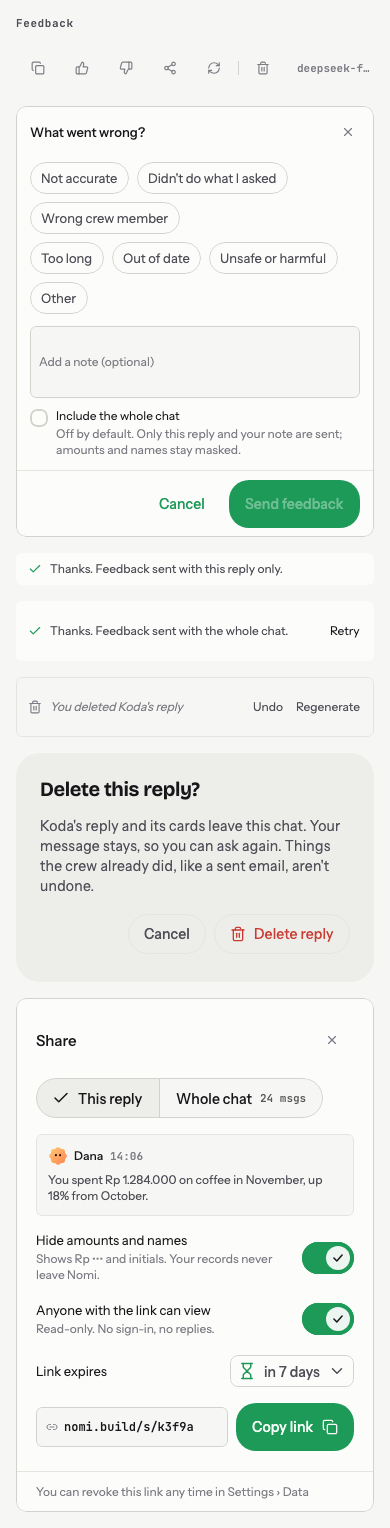 Feedback
deepseek-f…
What went wrong?
Not accurate
Didn't do what I asked
Wrong crew member
Too long
Out of date
Unsafe or harmful
Other
Add a note (optional)
Include the whole chat
Off by default. Only this reply and your note are sent;
amounts and names stay masked.
Cancel
Send feedback
Thanks. Feedback sent with this reply only.
Thanks. Feedback sent with the whole chat.
Retry
You deleted Koda's reply
Undo
Regenerate
Delete this reply?
Koda's reply and its cards leave this chat. Your
message stays, so you can ask again. Things
the crew already did, like a sent email, aren't
undone.
Cancel
Delete reply
Share
This reply
Whole chat 24 msgs
Dana 14:06
You spent Rp 1.284.000 on coffee in November, up
18% from October.
Hide amounts and names
Shows Rp ··· and initials. Your records never
leave Nomi.
Anyone with the link can view
Read-only. No sign-in, no replies.
Link expires
in 7 days
nomi.build/s/k3f9a
Copy link
You can revoke this link any time in Settings › Data